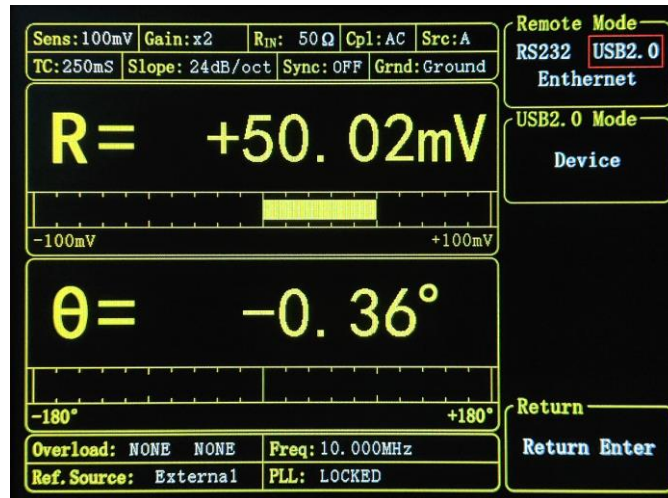 Sens:100mV Gain:x2 RIN: 50Ω Cpl:AC Src:A
TC:250mS Slope: 24dB/oct Sync:OFF Grnd:Ground
R= +50.02mV
-100mV +100mV
θ= -0.36°
-180° +180°
Overload: NONE NONE Freq:10.000MHz
Ref.Source: External PLL: LOCKED
Remote Mode
RS232 USB2.0
Enthernet
USB2.0 Mode
Device
Return
Return Enter